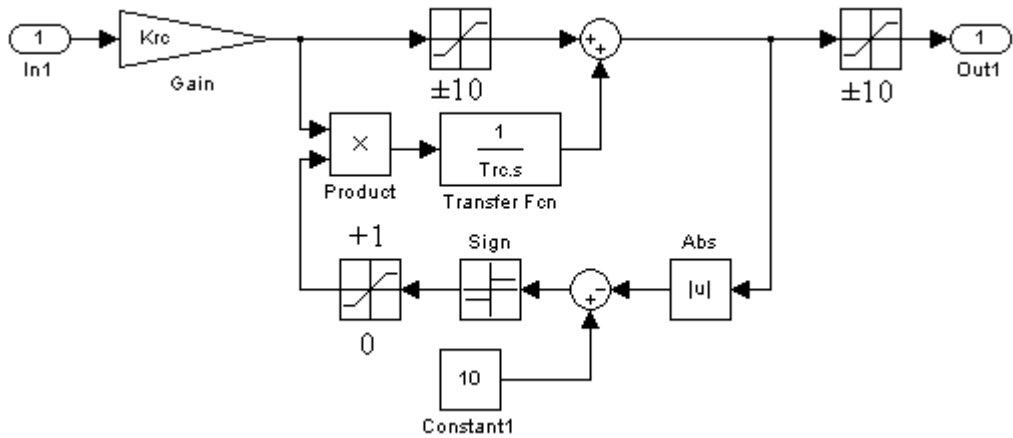 1
In1
Krc
Gain
±10
+
+
±10
1
Out1
×
Product
1
Trc.s
Transfer Fcn
+1
0
Sign
−
+
Abs
|u|
10
Constant1